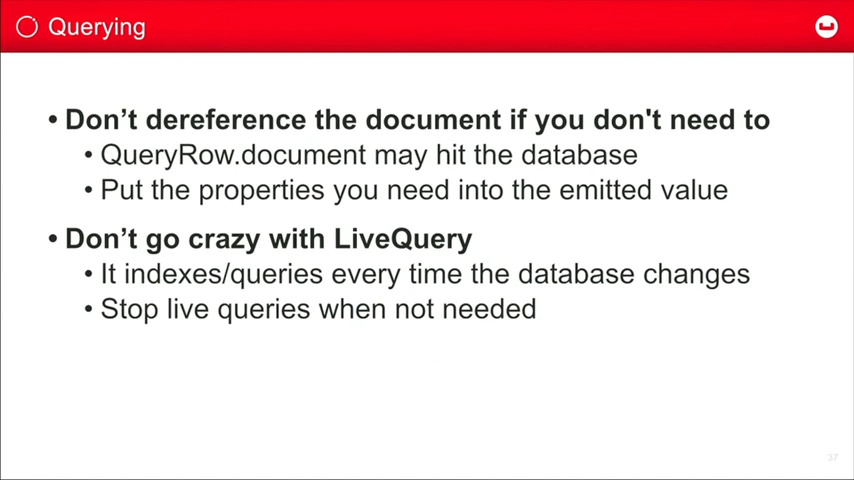 Querying
• Don’t dereference the document if you don't need to
• QueryRow.document may hit the database
• Put the properties you need into the emitted value
• Don’t go crazy with LiveQuery
• It indexes/queries every time the database changes
• Stop live queries when not needed
37